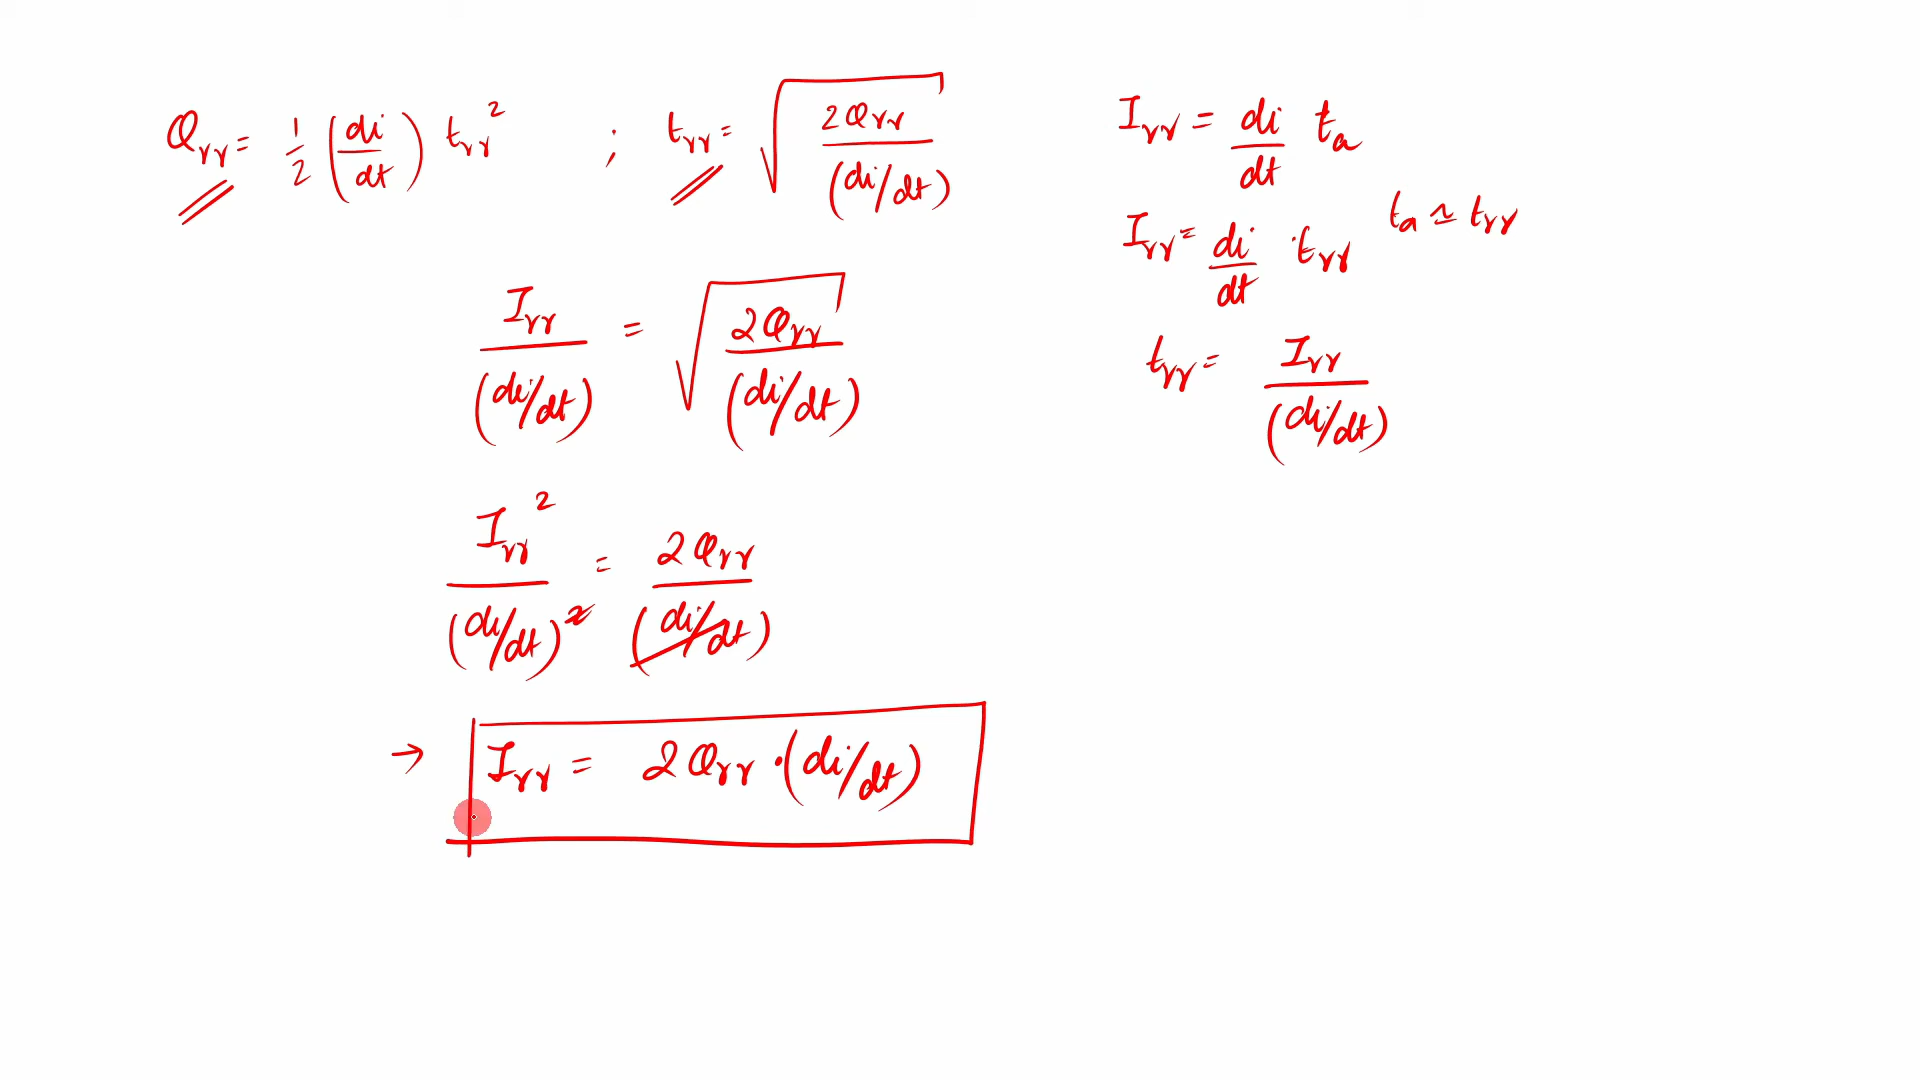 Qrr = 1/2 (di/dt) trr² ; trr = √(2Qrr/(di/dt))
Irr/(di/dt) = √(2Qrr/(di/dt))
Irr²/(di/dt)² = 2Qrr/(di/dt)
→ Irr = 2Qrr·(di/dt)
Irr = di/dt ta
Irr = di/dt · trr ta ≃ trr
trr = Irr/(di/dt)